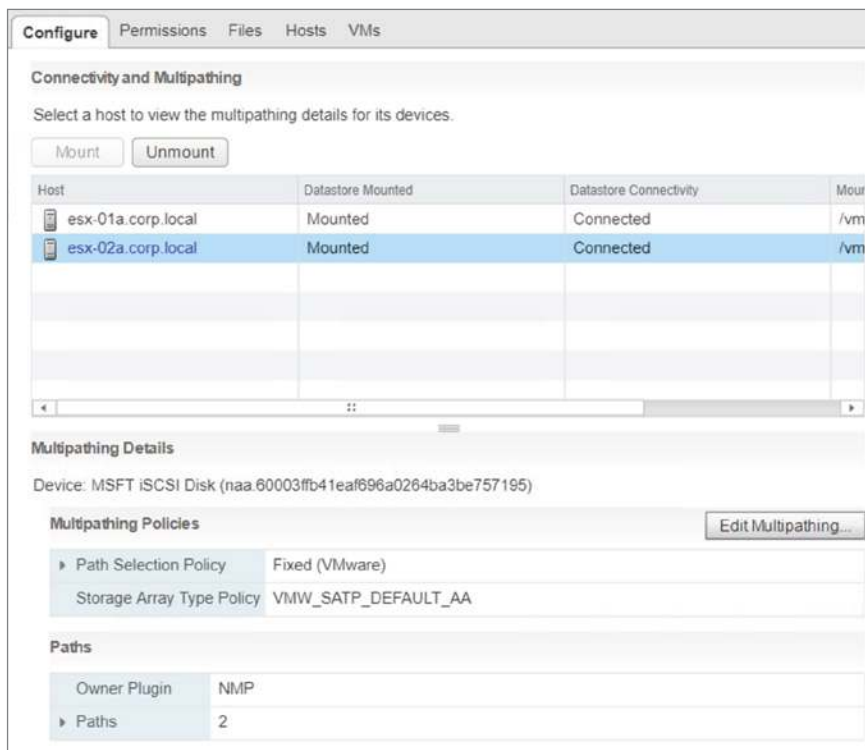 Configure Permissions Files Hosts VMs
Connectivity and Multipathing
Select a host to view the multipathing details for its devices.
Mount Unmount
Host Datastore Mounted Datastore Connectivity Moun
esx-01a.corp.local Mounted Connected /vm
esx-02a.corp.local Mounted Connected /vm
Multipathing Details
Device: MSFT iSCSI Disk (naa.60003ffb41eaf696a0264ba3be757195)
Multipathing Policies Edit Multipathing...
Path Selection Policy Fixed (VMware)
Storage Array Type Policy VMW_SATP_DEFAULT_AA
Paths
Owner Plugin NMP
Paths 2